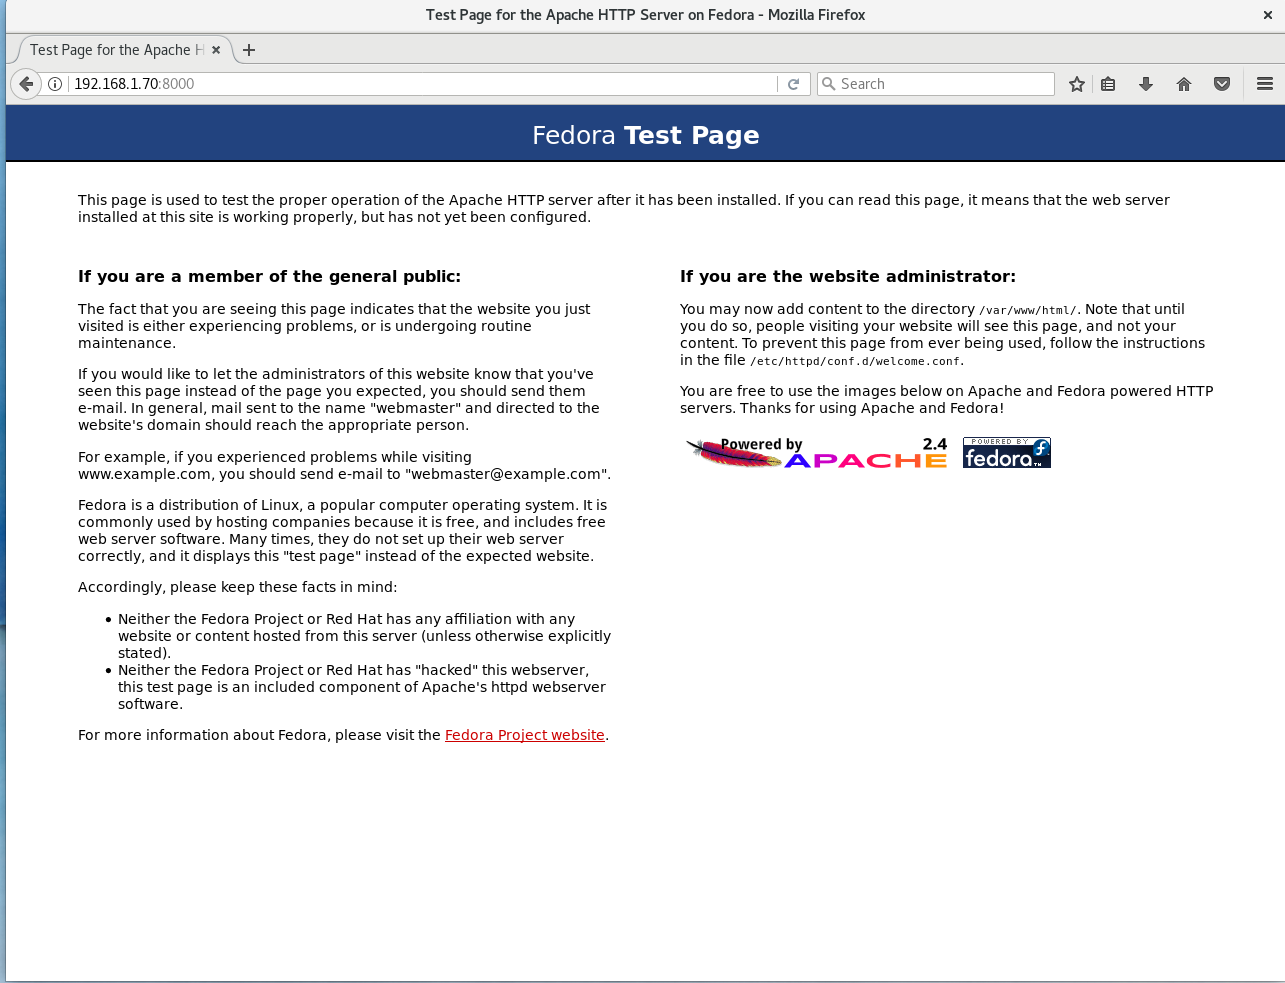 Test Page for the Apache HTTP Server on Fedora - Mozilla Firefox
Test Page for the Apache H
192.168.1.70:8000
Search
Fedora Test Page
This page is used to test the proper operation of the Apache HTTP server after it has been installed. If you can read this page, it means that the web server
installed at this site is working properly, but has not yet been configured.
If you are a member of the general public:
The fact that you are seeing this page indicates that the website you just
visited is either experiencing problems, or is undergoing routine
maintenance.
If you would like to let the administrators of this website know that you've
seen this page instead of the page you expected, you should send them
e-mail. In general, mail sent to the name "webmaster" and directed to the
website's domain should reach the appropriate person.
For example, if you experienced problems while visiting
www.example.com, you should send e-mail to "webmaster@example.com".
Fedora is a distribution of Linux, a popular computer operating system. It is
commonly used by hosting companies because it is free, and includes free
web server software. Many times, they do not set up their web server
correctly, and it displays this "test page" instead of the expected website.
Accordingly, please keep these facts in mind:
• Neither the Fedora Project or Red Hat has any affiliation with any
website or content hosted from this server (unless otherwise explicitly
stated).
• Neither the Fedora Project or Red Hat has "hacked" this webserver,
this test page is an included component of Apache's httpd webserver
software.
For more information about Fedora, please visit the Fedora Project website.
If you are the website administrator:
You may now add content to the directory /var/www/html/. Note that until
you do so, people visiting your website will see this page, and not your
content. To prevent this page from ever being used, follow the instructions
in the file /etc/httpd/conf.d/welcome.conf.
You are free to use the images below on Apache and Fedora powered HTTP
servers. Thanks for using Apache and Fedora!
Powered by 2.4
APACHE
POWERED BY
fedora™